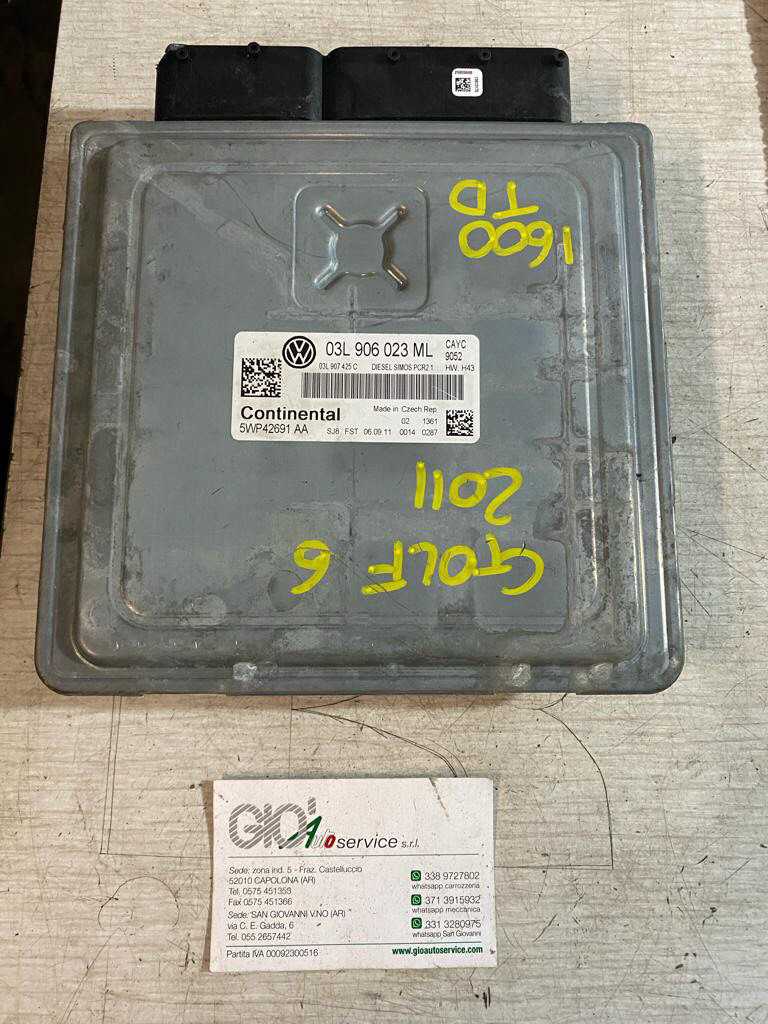 1600
TD
03L 906 023 ML
CAYC
9052
03L 907 425 C DIESEL SIMOS PCR2.1 HW. H43
Continental
5WP42691 AA
Made in Czech Rep.
02 1361
SJ8 FST 06.09.11 0014 0287
GOLF 6
2011
GIOI Autoservice s.r.l.
Sede: zona ind. 5 - Fraz. Castelluccio
52010 CAPOLONA (AR)
Tel. 0575 451353
Fax 0575 451366
Sede: SAN GIOVANNI V.NO (AR)
via C. E. Gadda, 6
Tel. 055 2657442
Partita IVA 00092300516
338 9727802
whatsapp carrozzeria
371 3915932
whatsapp meccanica
331 3280975
whatsapp San Giovanni
www.gioautoservice.com